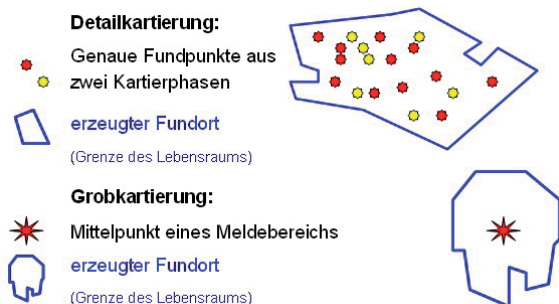 Detailkartierung:
Genaue Fundpunkte aus
zwei Kartierphasen
erzeugter Fundort
(Grenze des Lebensraums)
Grobkartierung:
Mittelpunkt eines Meldebereichs
erzeugter Fundort
(Grenze des Lebensraums)